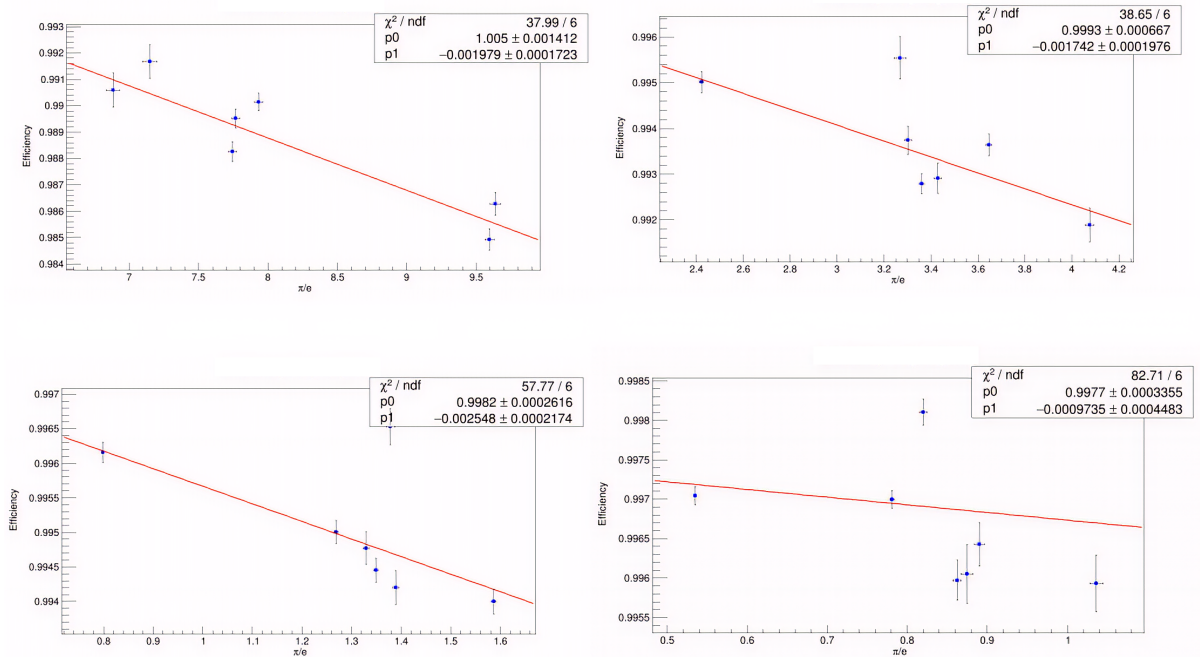 χ² / ndf 37.99 / 6
p0 1.005 ± 0.001412
p1 −0.001979 ± 0.0001723
Efficiency
0.993
0.992
0.991
0.99
0.989
0.988
0.987
0.986
0.985
0.984
7 7.5 8 8.5 9 9.5
π/e
χ² / ndf 38.65 / 6
p0 0.9993 ± 0.000667
p1 −0.001742 ± 0.0001976
Efficiency
0.996
0.995
0.994
0.993
0.992
2.4 2.6 2.8 3 3.2 3.4 3.6 3.8 4 4.2
π/e
χ² / ndf 57.77 / 6
p0 0.9982 ± 0.0002616
p1 −0.002548 ± 0.0002174
Efficiency
0.997
0.9965
0.996
0.9955
0.995
0.9945
0.994
0.8 0.9 1 1.1 1.2 1.3 1.4 1.5 1.6
π/e
χ² / ndf 82.71 / 6
p0 0.9977 ± 0.0003355
p1 −0.0009735 ± 0.0004483
Efficiency
0.9985
0.998
0.9975
0.997
0.9965
0.996
0.9955
0.5 0.6 0.7 0.8 0.9 1
π/e